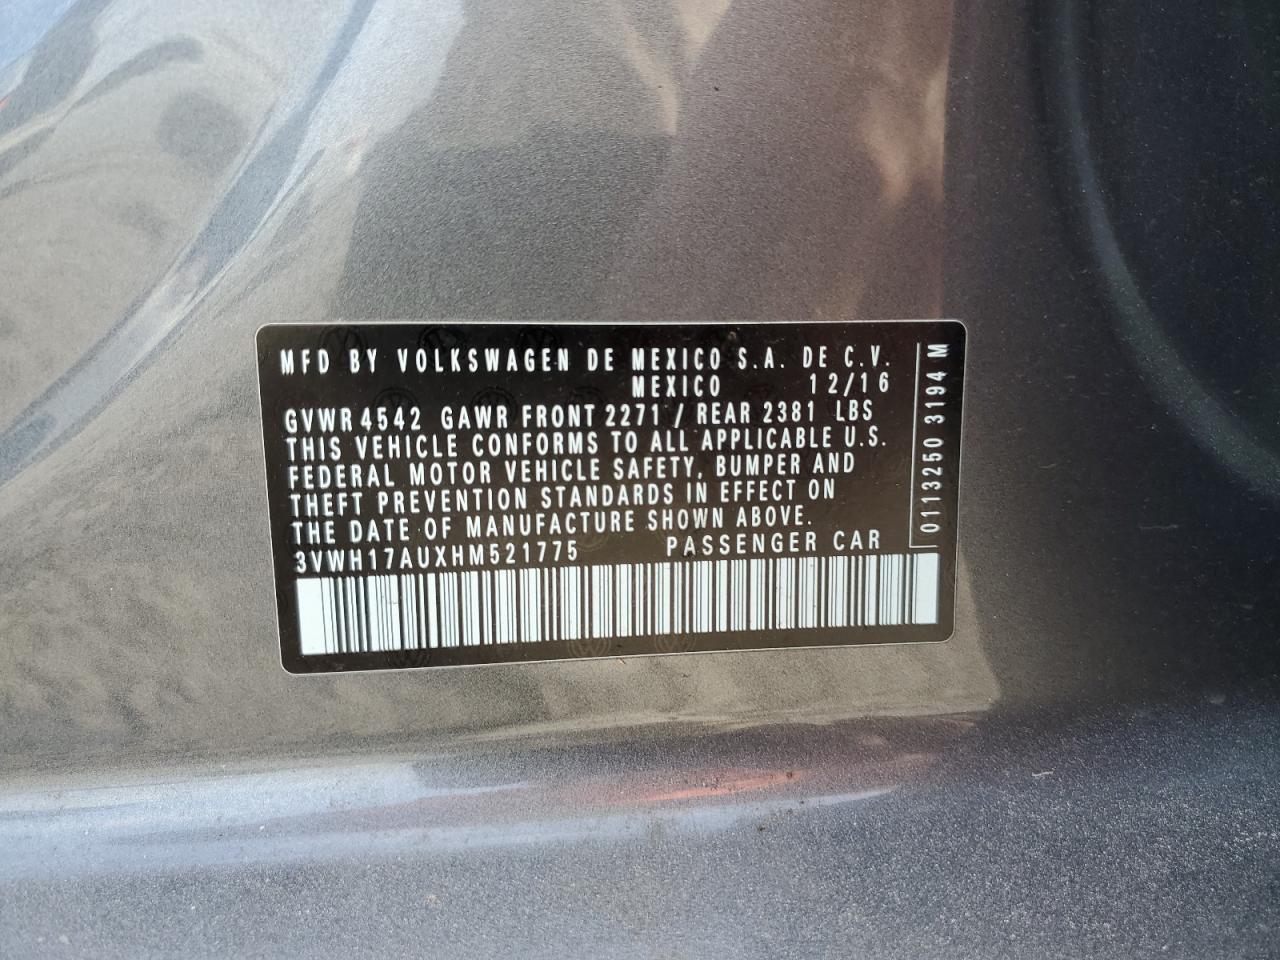 MFD BY VOLKSWAGEN DE MEXICO S.A. DE C.V.
MEXICO 12/16
GVWR 4542 GAWR FRONT 2271 / REAR 2381 LBS
THIS VEHICLE CONFORMS TO ALL APPLICABLE U.S.
FEDERAL MOTOR VEHICLE SAFETY, BUMPER AND
THEFT PREVENTION STANDARDS IN EFFECT ON
THE DATE OF MANUFACTURE SHOWN ABOVE.
3VWH17AUXHM521775 PASSENGER CAR
0113250 3194 M